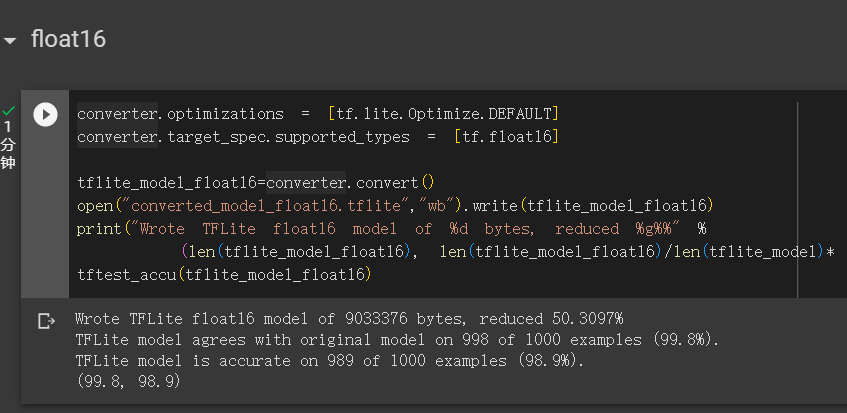 float16
converter.optimizations = [tf.lite.Optimize.DEFAULT]
converter.target_spec.supported_types = [tf.float16]
1
分
钟
tflite_model_float16=converter.convert()
open("converted_model_float16.tflite","wb").write(tflite_model_float16)
print("Wrote TFLite float16 model of %d bytes, reduced %g%%" %
(len(tflite_model_float16), len(tflite_model_float16)/len(tflite_model)*
tftest_accu(tflite_model_float16)
Wrote TFLite float16 model of 9033376 bytes, reduced 50.3097%
TFLite model agrees with original model on 998 of 1000 examples (99.8%).
TFLite model is accurate on 989 of 1000 examples (98.9%).
(99.8, 98.9)